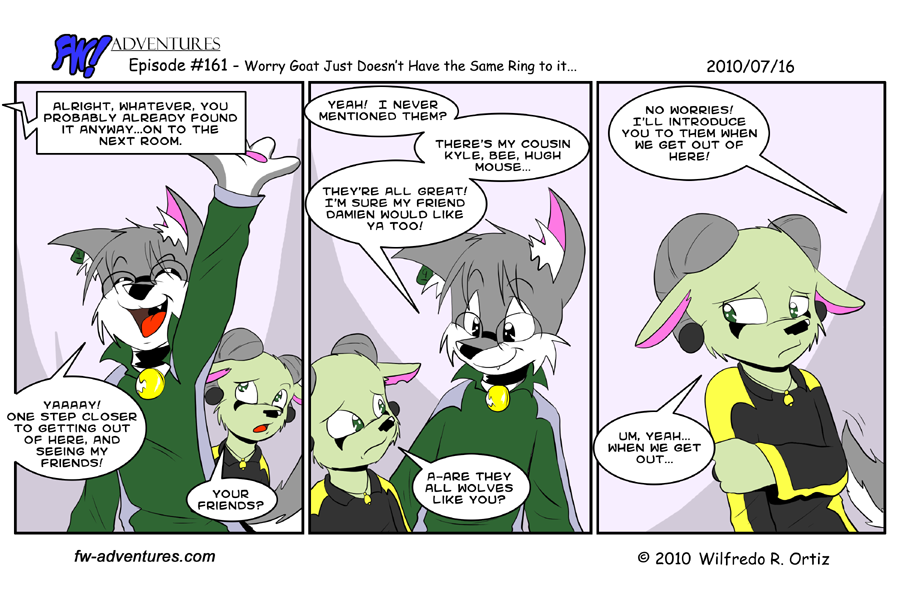 FW! ADVENTURES
Episode #161 - Worry Goat Just Doesn't Have the Same Ring to it...
2010/07/16
ALRIGHT, WHATEVER, YOU
PROBABLY ALREADY FOUND
IT ANYWAY...ON TO THE
NEXT ROOM.
YAAAAY!
ONE STEP CLOSER
TO GETTING OUT
OF HERE, AND
SEEING MY
FRIENDS!
YOUR
FRIENDS?
YEAH! I NEVER
MENTIONED THEM?
THERE'S MY COUSIN
KYLE, BEE, HUGH
MOUSE...
THEY'RE ALL GREAT!
I'M SURE MY FRIEND
DAMIEN WOULD LIKE
YA TOO!
A-ARE THEY
ALL WOLVES
LIKE YOU?
NO WORRIES!
I'LL INTRODUCE
YOU TO THEM WHEN
WE GET OUT OF
HERE!
UM, YEAH...
WHEN WE GET
OUT...
fw-adventures.com
© 2010 Wilfredo R. Ortiz